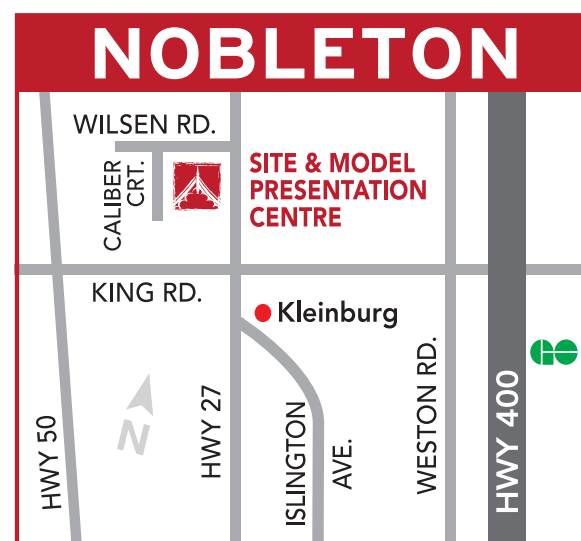 NOBLETON
WILSEN RD.
CALIBER
CRT.
SITE & MODEL
PRESENTATION
CENTRE
KING RD.
Kleinburg
N
HWY 50
HWY 27
ISLINGTON
AVE.
WESTON RD.
HWY 400
GO